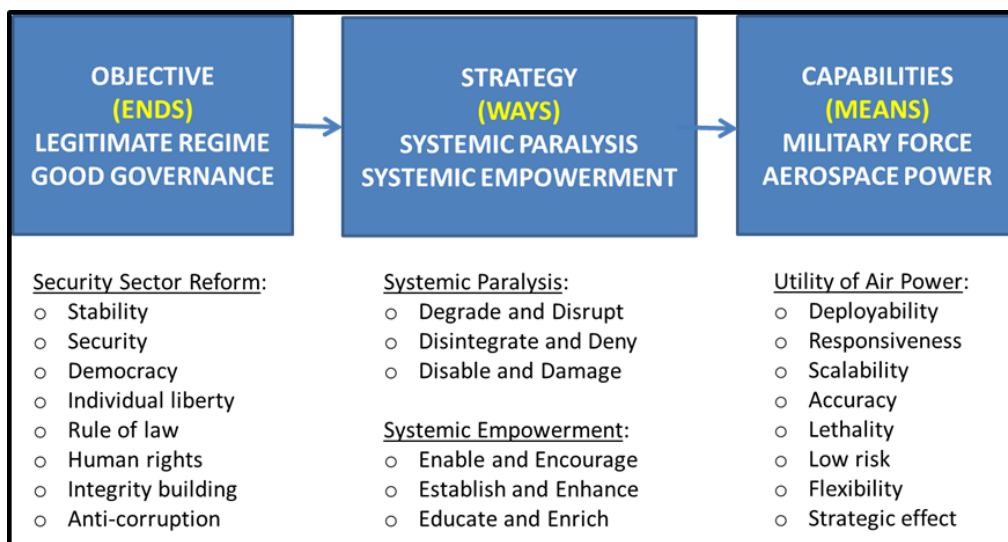 OBJECTIVE
(ENDS)
LEGITIMATE REGIME
GOOD GOVERNANCE
STRATEGY
(WAYS)
SYSTEMIC PARALYSIS
SYSTEMIC EMPOWERMENT
CAPABILITIES
(MEANS)
MILITARY FORCE
AEROSPACE POWER
Security Sector Reform:
o Stability
o Security
o Democracy
o Individual liberty
o Rule of law
o Human rights
o Integrity building
o Anti-corruption
Systemic Paralysis:
o Degrade and Disrupt
o Disintegrate and Deny
o Disable and Damage
Systemic Empowerment:
o Enable and Encourage
o Establish and Enhance
o Educate and Enrich
Utility of Air Power:
o Deployability
o Responsiveness
o Scalability
o Accuracy
o Lethality
o Low risk
o Flexibility
o Strategic effect